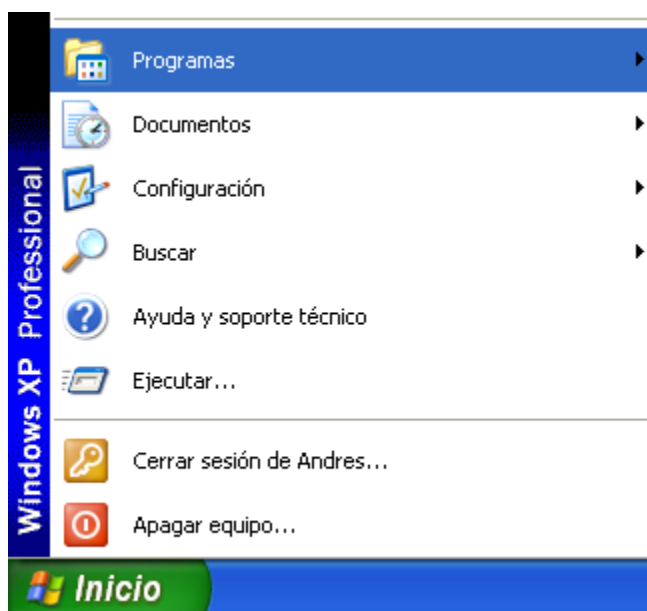 Programas
Documentos
Configuración
Buscar
Ayuda y soporte técnico
Ejecutar...
Cerrar sesión de Andres...
Apagar equipo...
Windows XP Professional
Inicio